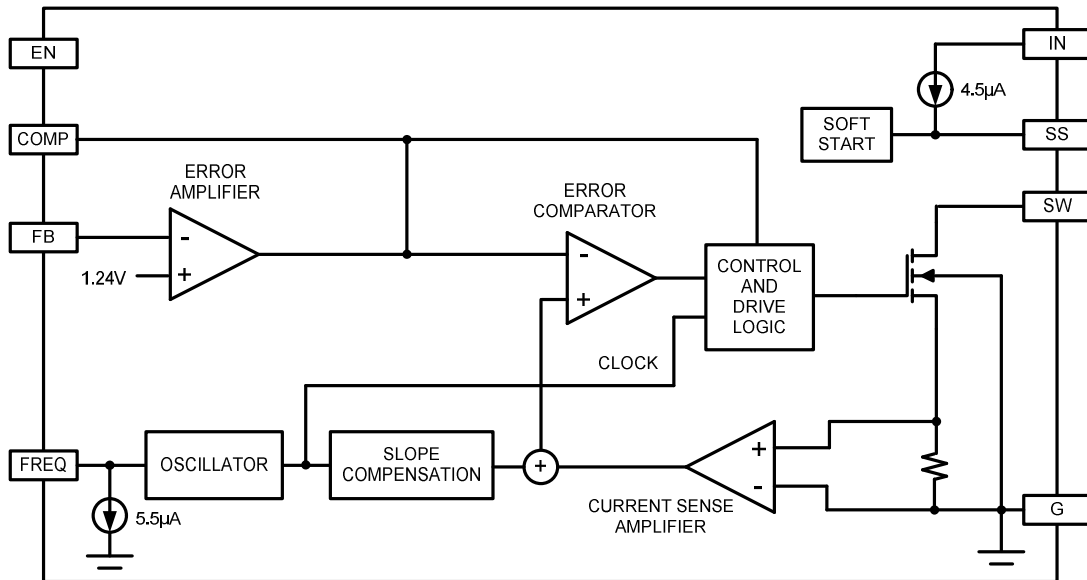 EN
IN
4.5µA
COMP
SOFT
START
SS
ERROR
AMPLIFIER
ERROR
COMPARATOR
SW
FB
-
1.24V
+
-
+
CONTROL
AND
DRIVE
LOGIC
CLOCK
FREQ
OSCILLATOR
SLOPE
COMPENSATION
+
+
-
CURRENT SENSE
AMPLIFIER
5.5µA
G